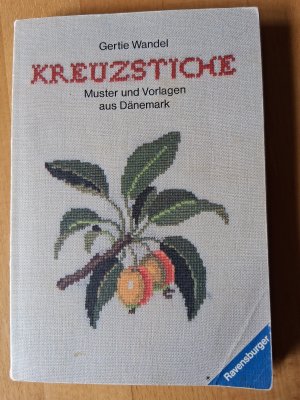 Gertie Wandel
KREUZSTICHE
Muster und Vorlagen
aus Dänemark
Ravensburger